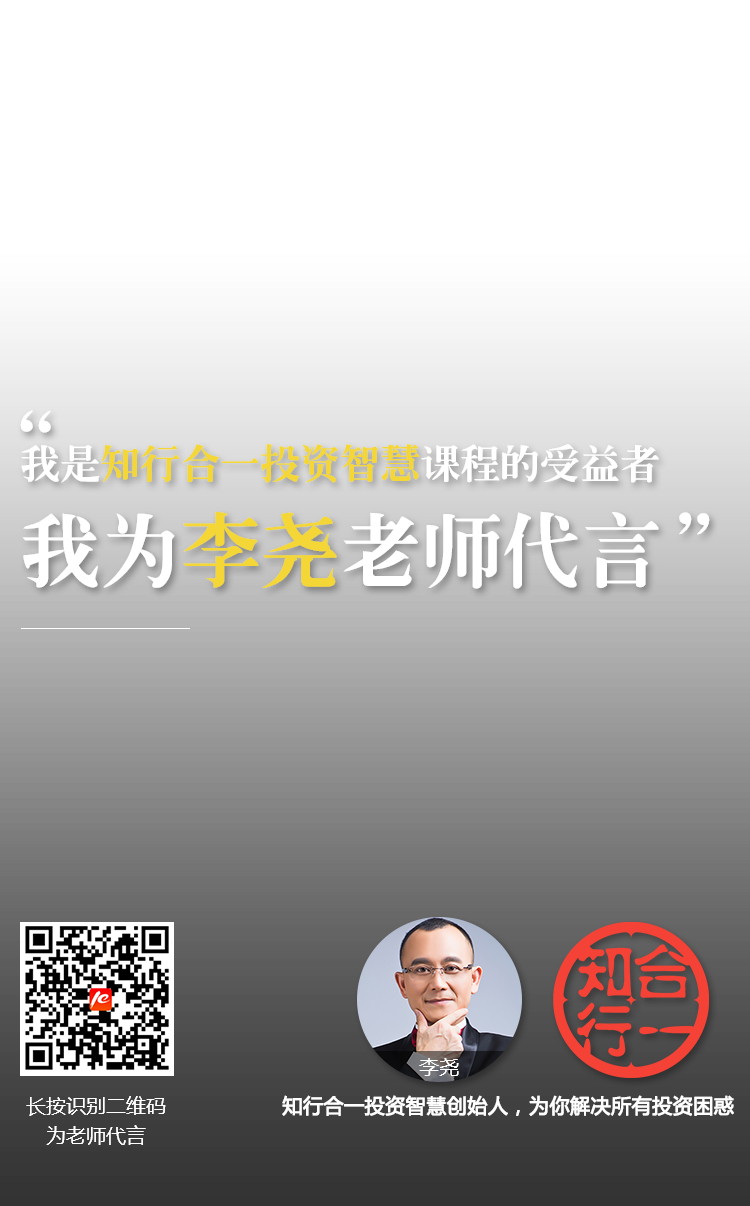 “
我是知行合一投资智慧课程的受益者
我为李尧老师代言”
李尧
知合
行一
长按识别二维码
为老师代言
知行合一投资智慧创始人，为你解决所有投资困惑